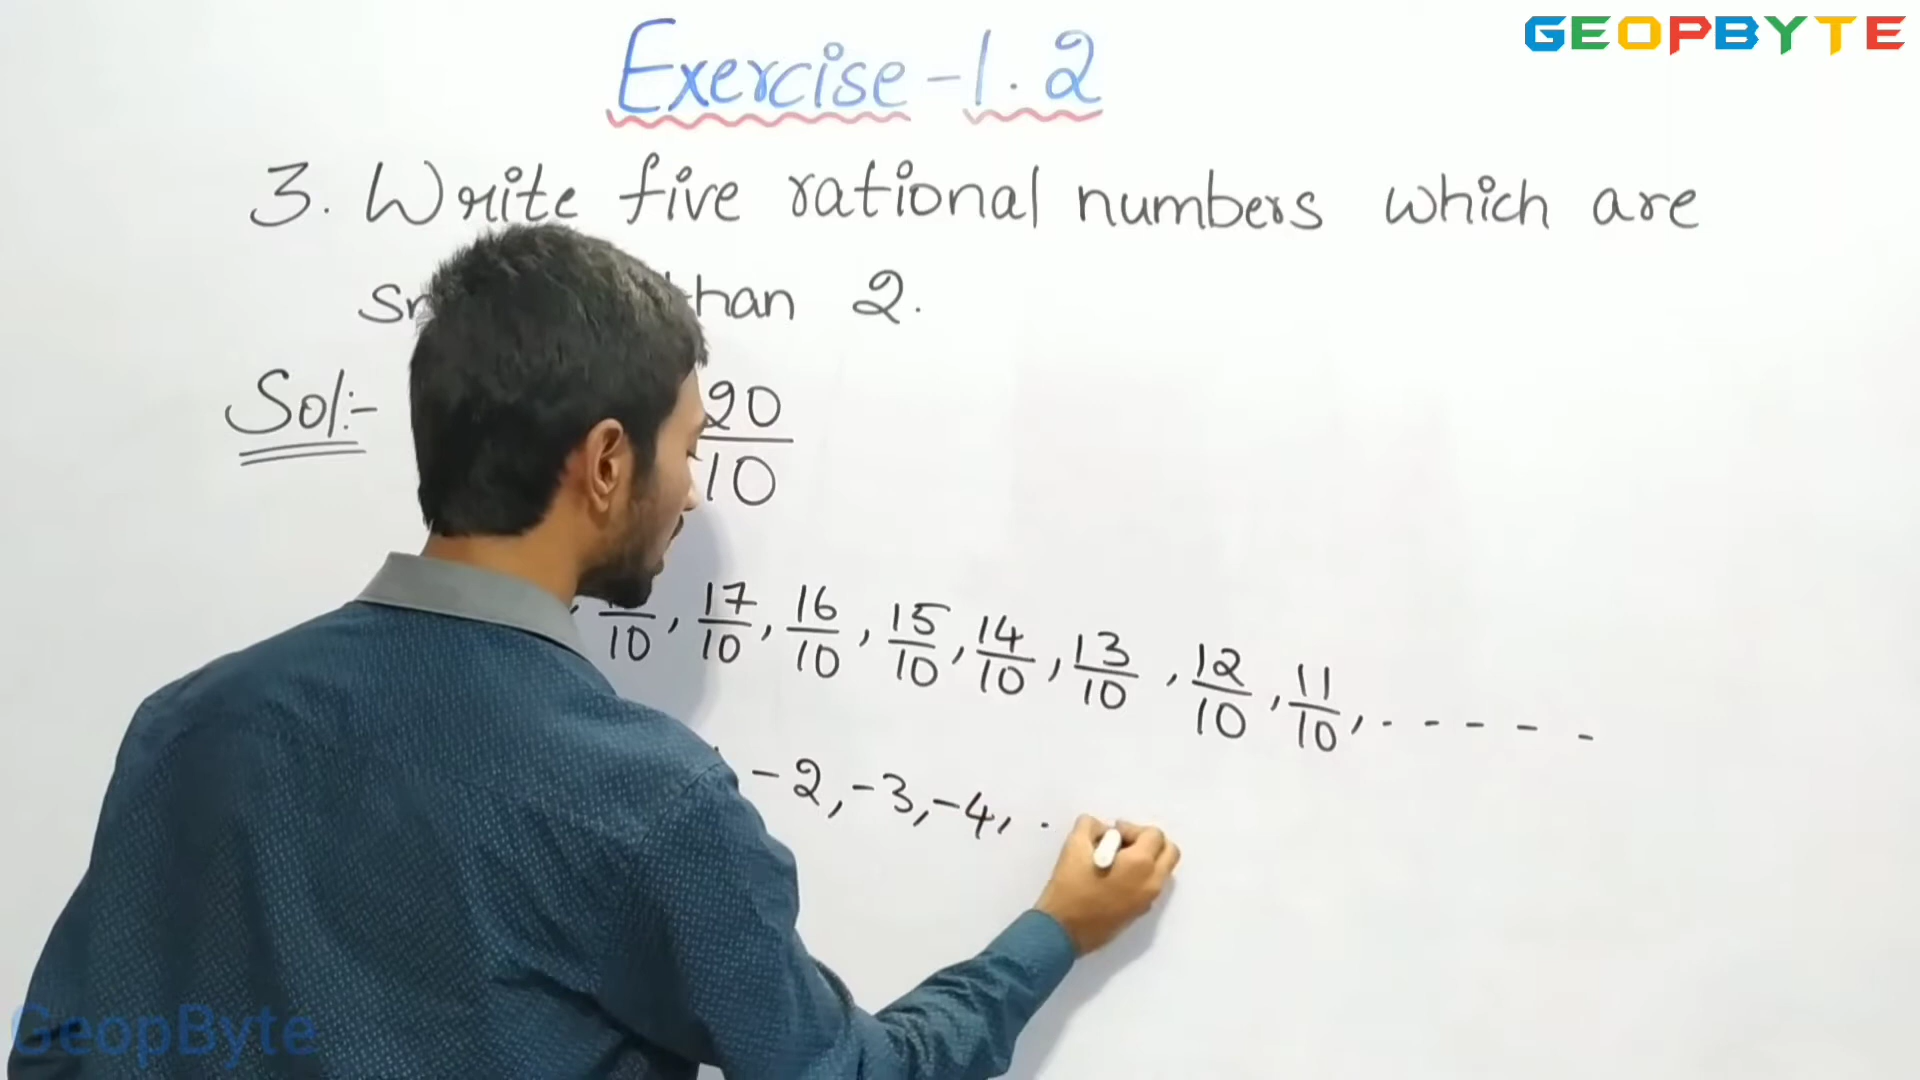 GEOPBYTE
Exercise-1.2
3. Write five rational numbers which are
than 2.
Sol:- 20/10
/10, 17/10, 16/10, 15/10, 14/10, 13/10, 12/10, 11/10, . - - - -
-2, -3, -4, .
GeopByte